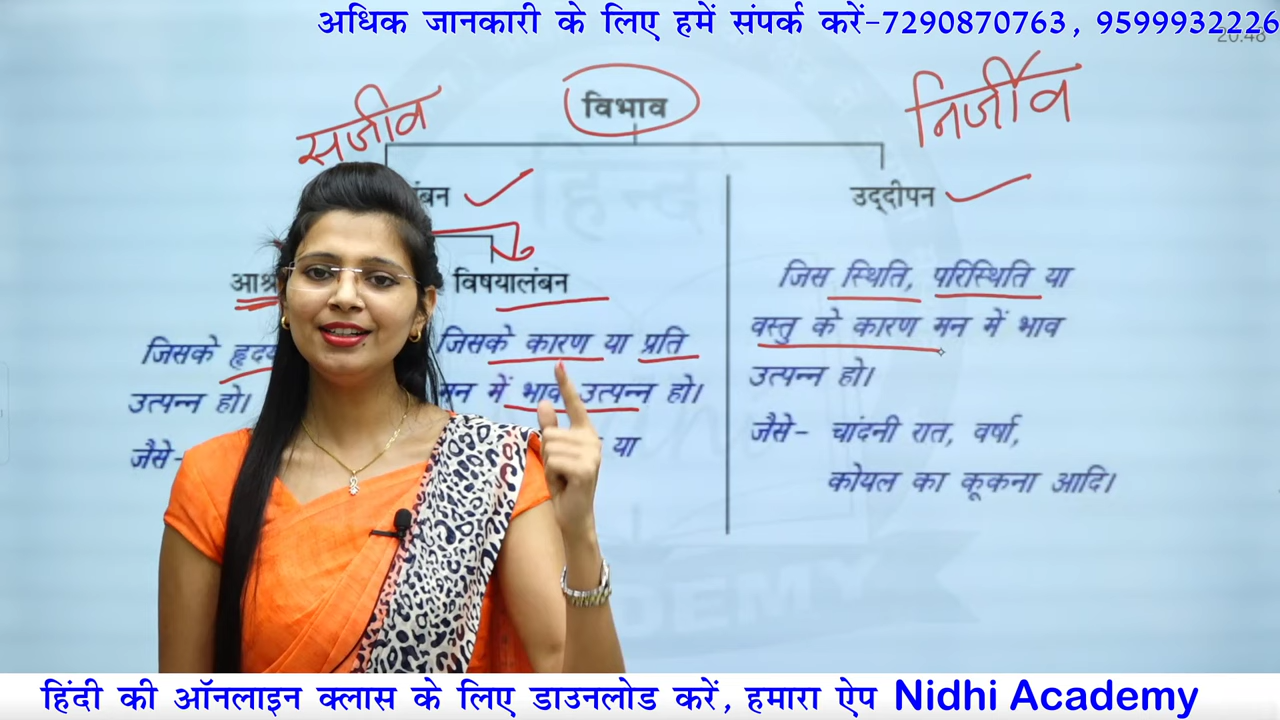 अधिक जानकारी के लिए हमें संपर्क करें-7290870763, 9599932226
20:48
सजीव
विभाव
निर्जीव
उद्दीपन
विषयालंबन
जिसके हृदय
उत्पन्न हो।
जैसे-
जिसके कारण या प्रति
मन में भाव उत्पन्न हो।
या
जिस स्थिति, परिस्थिति या
वस्तु के कारण मन में भाव
उत्पन्न हो।
जैसे- चांदनी रात, वर्षा,
कोयल का कूकना आदि।
हिन्दी
हिंदी की ऑनलाइन क्लास के लिए डाउनलोड करें, हमारा ऐप Nidhi Academy